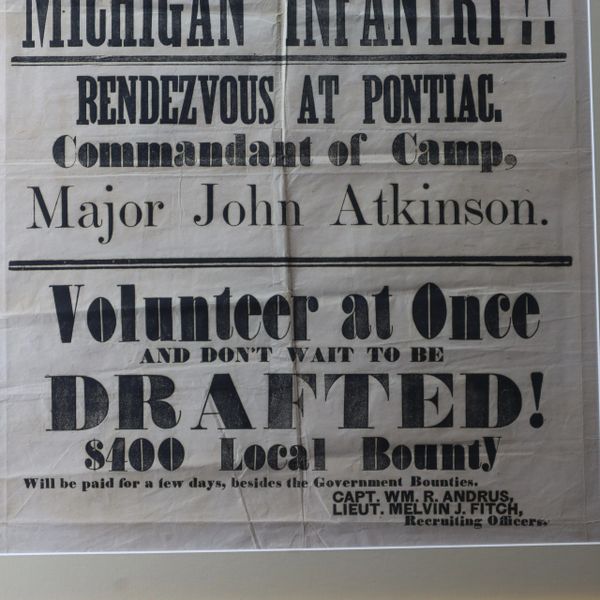 MICHIGAN INFANTRY!!
RENDEZVOUS AT PONTIAC.
Commandant of Camp,
Major John Atkinson.
Volunteer at Once
AND DON'T WAIT TO BE
DRAFTED!
$400 Local Bounty
Will be paid for a few days, besides the Government Bounties.
CAPT. WM. R. ANDRUS,
LIEUT. MELVIN J. FITCH,
Recruiting Officers.